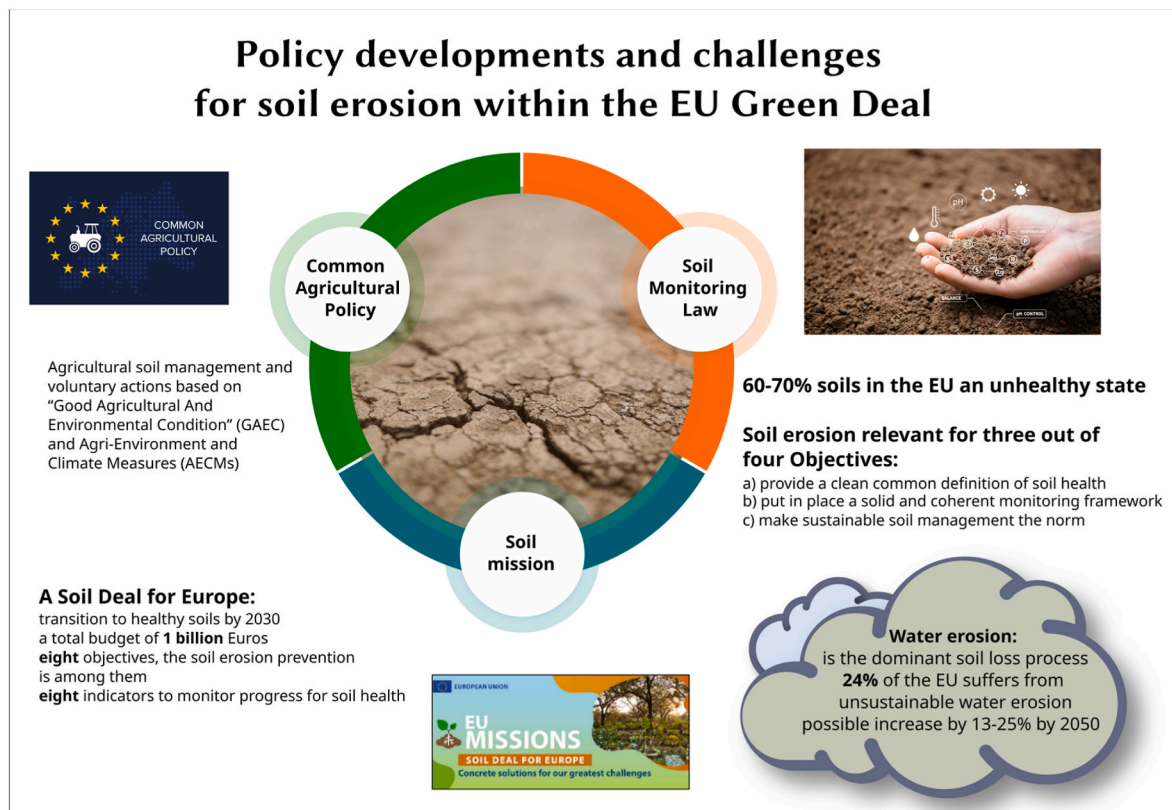 Policy developments and challenges
for soil erosion within the EU Green Deal
COMMON
AGRICULTURAL
POLICY
Common
Agricultural
Policy
Soil
Monitoring
Law
Soil
mission
pH
BALANCE
pH CONTROL
Agricultural soil management and
voluntary actions based on
“Good Agricultural And
Environmental Condition” (GAEC)
and Agri-Environment and
Climate Measures (AECMs)
60-70% soils in the EU an unhealthy state
Soil erosion relevant for three out of
four Objectives:
a) provide a clean common definition of soil health
b) put in place a solid and coherent monitoring framework
c) make sustainable soil management the norm
A Soil Deal for Europe:
transition to healthy soils by 2030
a total budget of 1 billion Euros
eight objectives, the soil erosion prevention
is among them
eight indicators to monitor progress for soil health
EUROPEAN UNION
EU
MISSIONS
SOIL DEAL FOR EUROPE
Concrete solutions for our greatest challenges
Water erosion:
is the dominant soil loss process
24% of the EU suffers from
unsustainable water erosion
possible increase by 13-25% by 2050